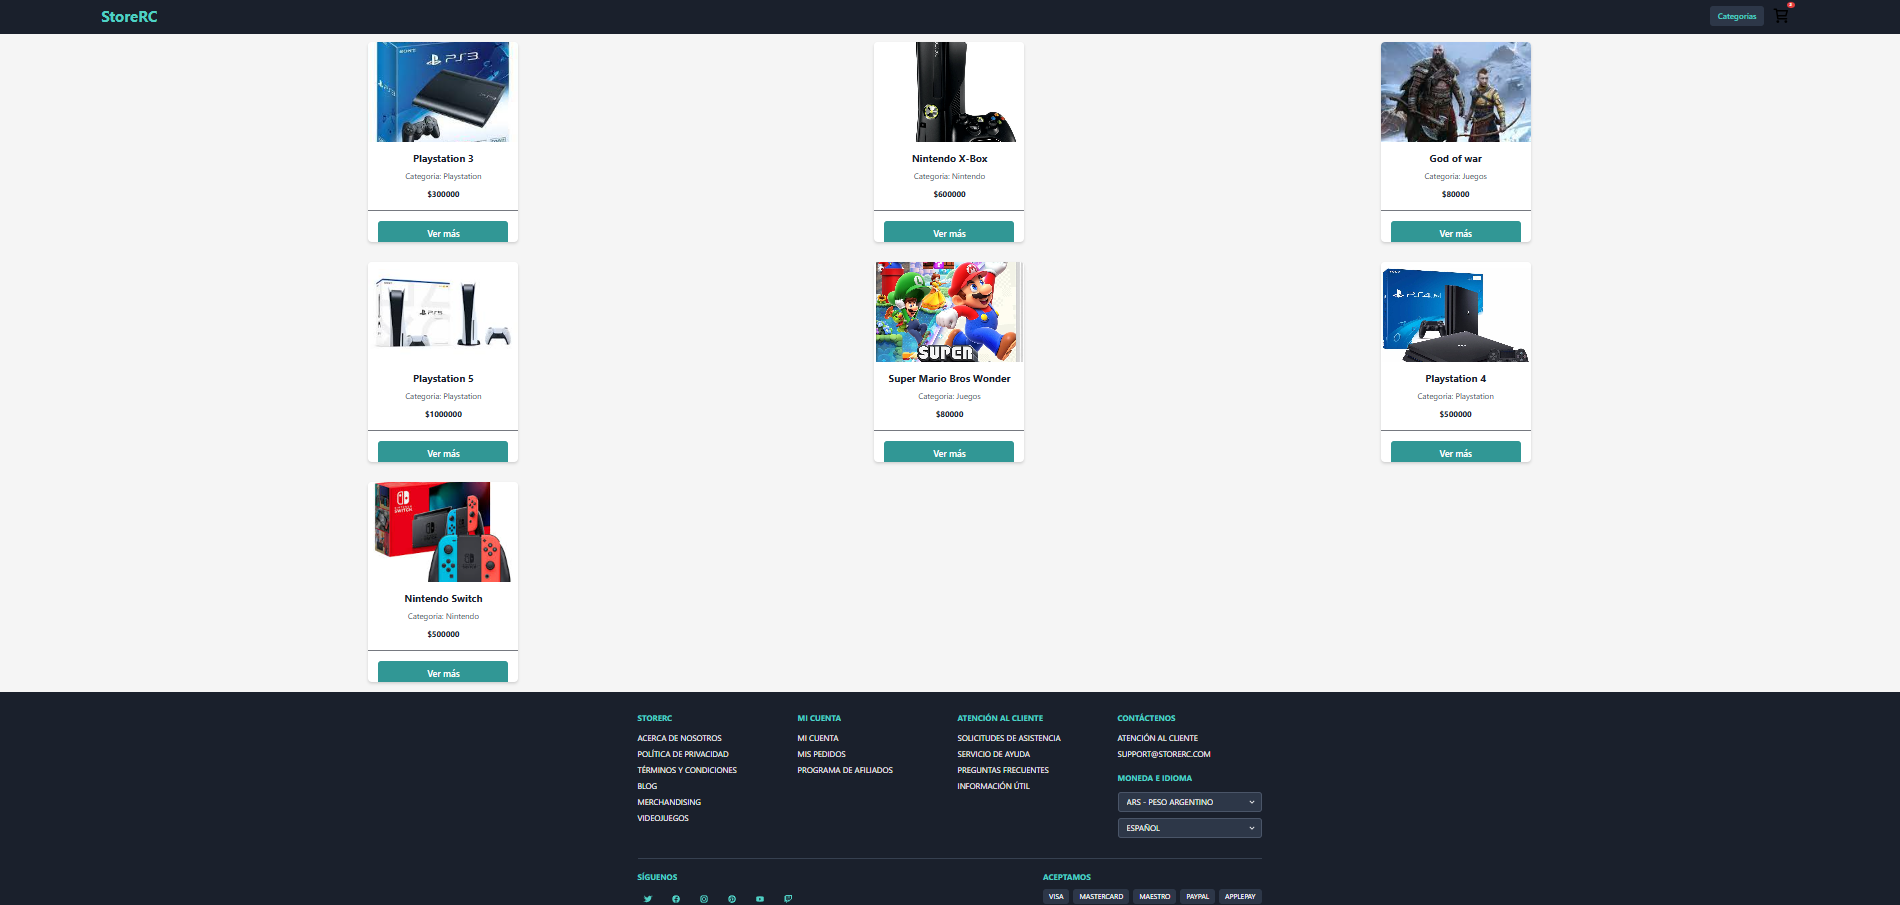 StoreRC
Categorias
SONY
PS3
Playstation 3
Categoria: Playstation
$300000
Ver más
Nintendo X-Box
Categoria: Nintendo
$600000
Ver más
God of war
Categoria: Juegos
$80000
Ver más
PS5
Playstation 5
Categoria: Playstation
$1000000
Ver más
SUPER
Super Mario Bros Wonder
Categoria: Juegos
$80000
Ver más
Playstation 4
Categoria: Playstation
$500000
Ver más
Nintendo Switch
Categoria: Nintendo
$500000
Ver más
STORERC
ACERCA DE NOSOTROS
POLÍTICA DE PRIVACIDAD
TÉRMINOS Y CONDICIONES
BLOG
MERCHANDISING
VIDEOJUEGOS
MI CUENTA
MI CUENTA
MIS PEDIDOS
PROGRAMA DE AFILIADOS
ATENCIÓN AL CLIENTE
SOLICITUDES DE ASISTENCIA
SERVICIO DE AYUDA
PREGUNTAS FRECUENTES
INFORMACIÓN ÚTIL
CONTÁCTENOS
ATENCIÓN AL CLIENTE
SUPPORT@STORERC.COM
MONEDA E IDIOMA
ARS - PESO ARGENTINO
ESPAÑOL
SÍGUENOS
ACEPTAMOS
VISA
MASTERCARD
MAESTRO
PAYPAL
APPLEPAY